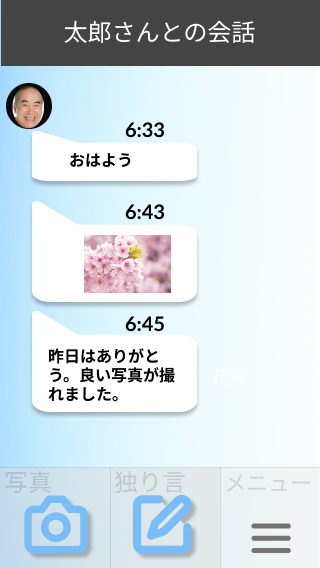 太郎さんとの会話
6:33
おはよう
6:43
6:45
昨日はありがと
う。良い写真が撮
れました。
花子
写真
独り言
メニュー